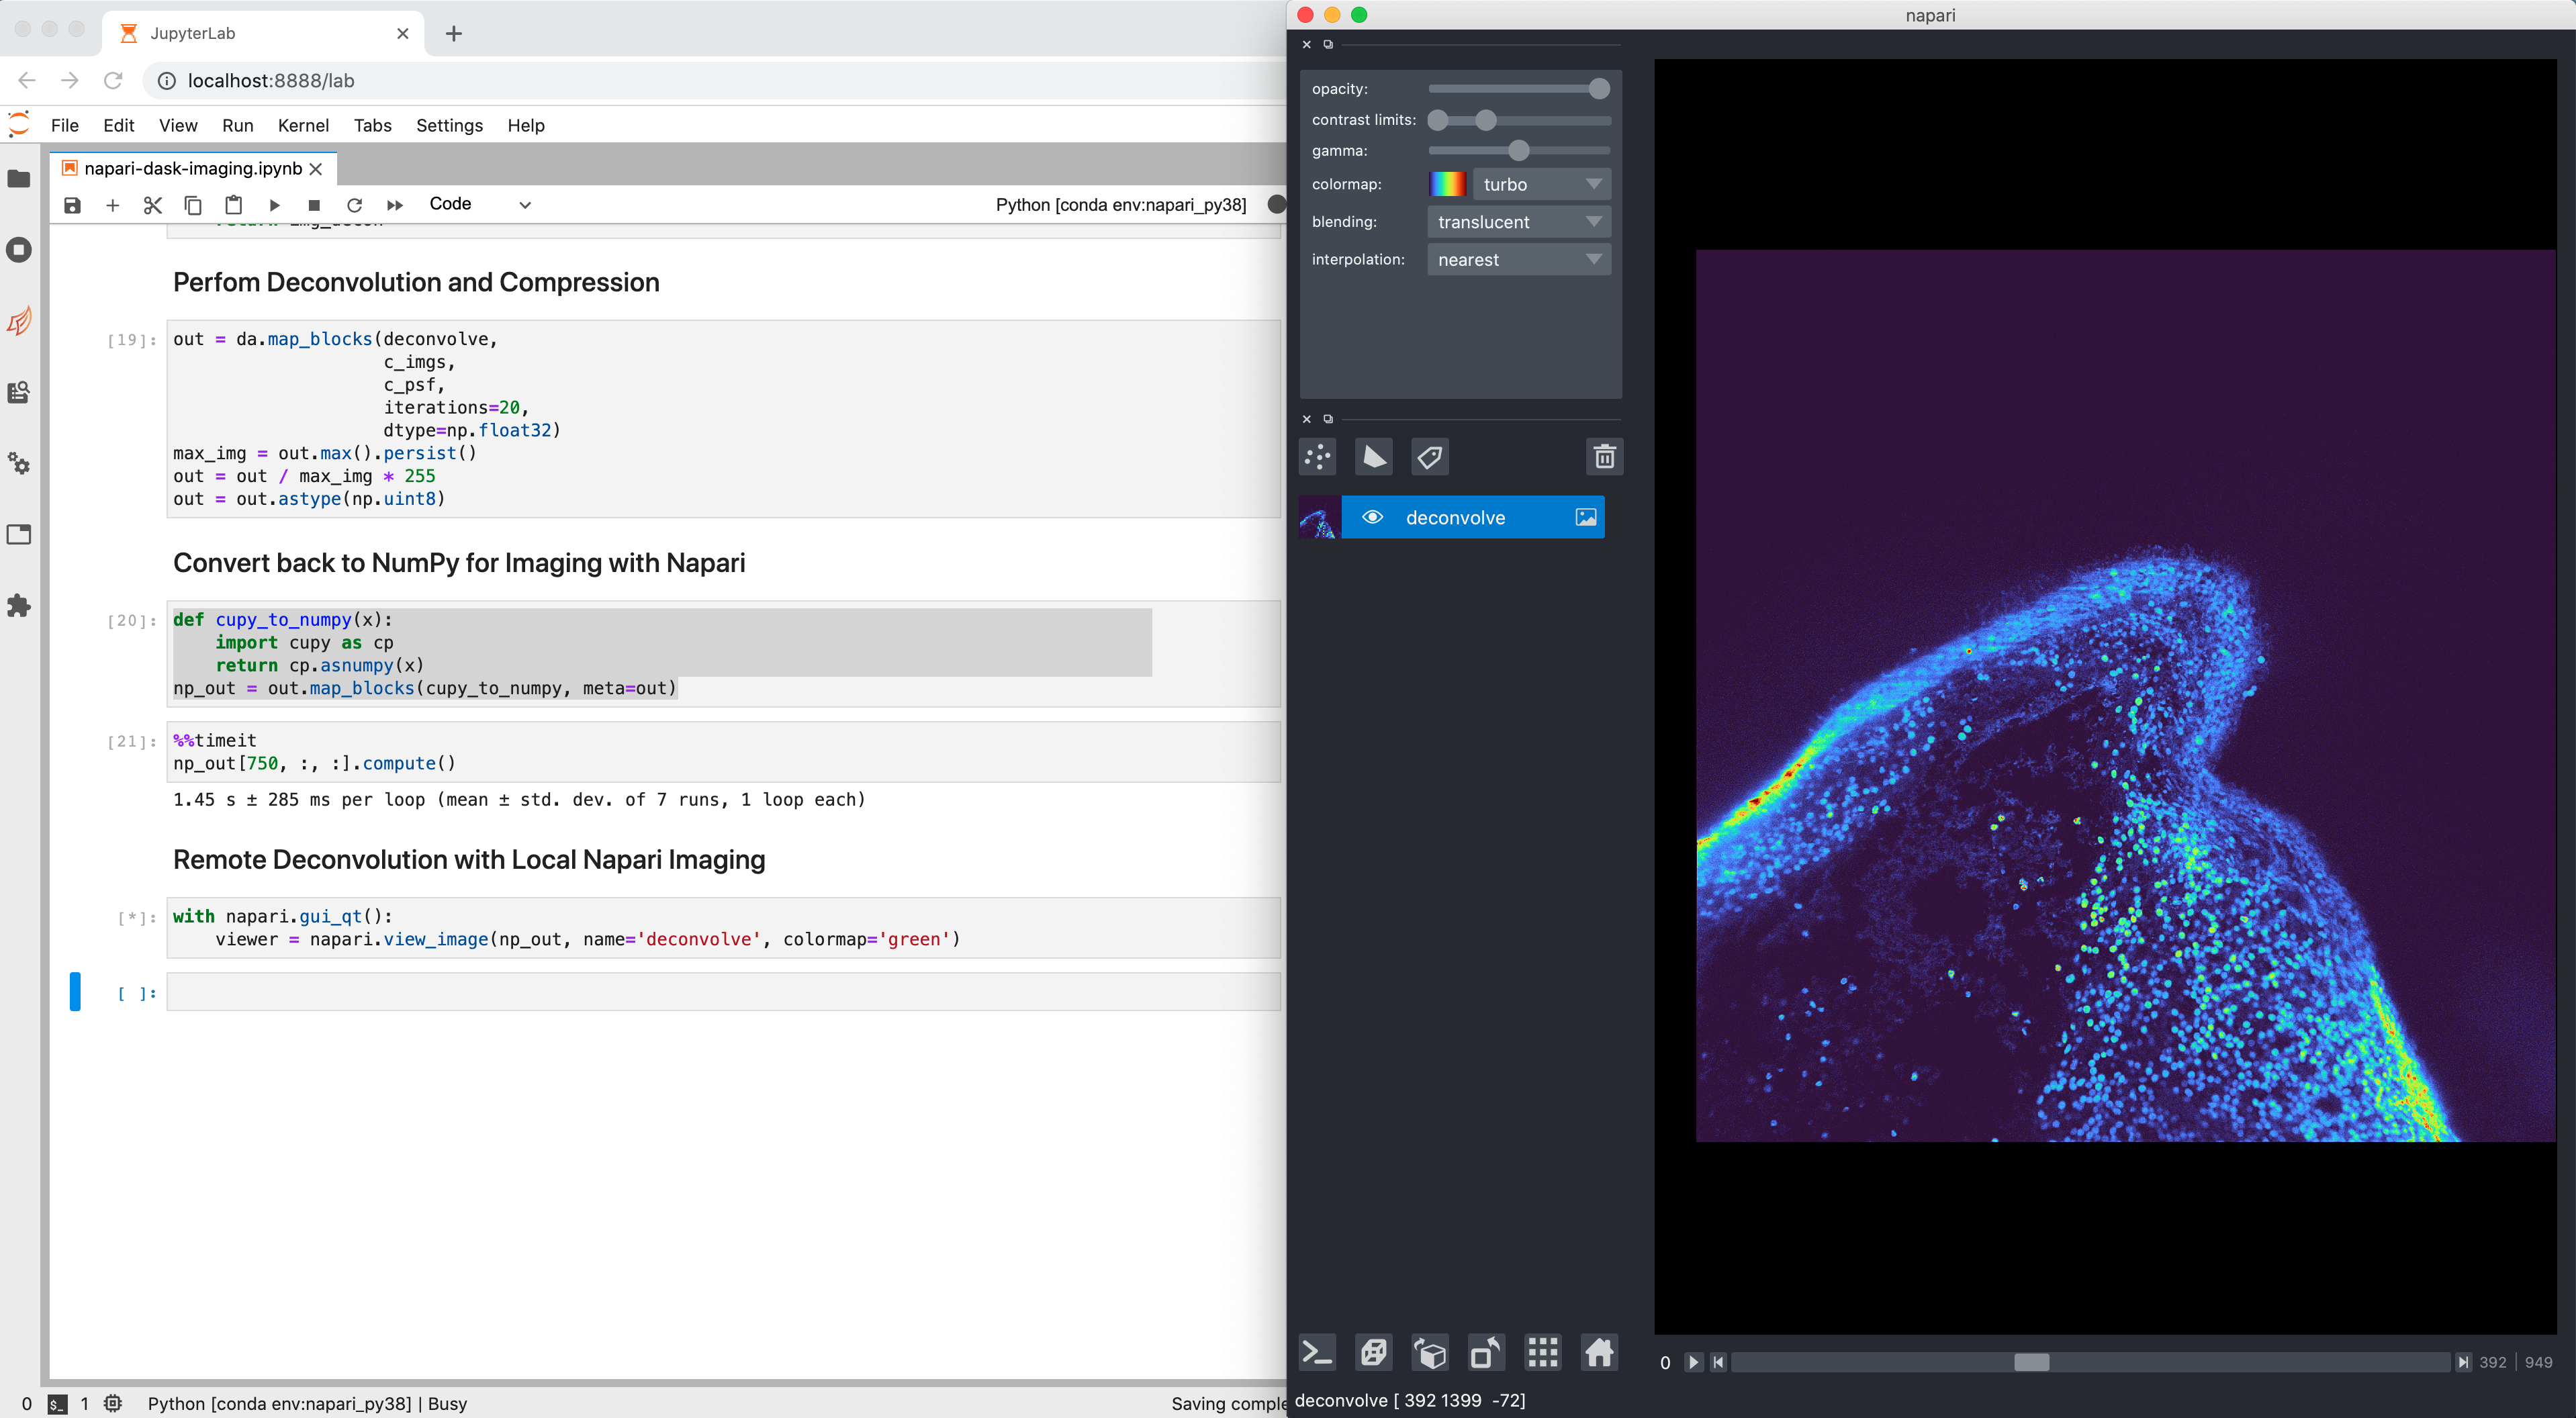 JupyterLab
localhost:8888/lab
File Edit View Run Kernel Tabs Settings Help
napari-dask-imaging.ipynb
Code
Python [conda env:napari_py38]
return img_decon
Perfom Deconvolution and Compression
[19]:
out = da.map_blocks(deconvolve,
c_imgs,
c_psf,
iterations=20,
dtype=np.float32)
max_img = out.max().persist()
out = out / max_img * 255
out = out.astype(np.uint8)
Convert back to NumPy for Imaging with Napari
[20]:
def cupy_to_numpy(x):
import cupy as cp
return cp.asnumpy(x)
np_out = out.map_blocks(cupy_to_numpy, meta=out)
[21]:
%%timeit
np_out[750, :, :].compute()
1.45 s ± 285 ms per loop (mean ± std. dev. of 7 runs, 1 loop each)
Remote Deconvolution with Local Napari Imaging
[*]:
with napari.gui_qt():
viewer = napari.view_image(np_out, name='deconvolve', colormap='green')
[ ]:
0 $_ 1 Python [conda env:napari_py38] | Busy
Saving comple
napari
opacity:
contrast limits:
gamma:
colormap: turbo
blending: translucent
interpolation: nearest
deconvolve
0 392 | 949
deconvolve [ 392 1399 -72]